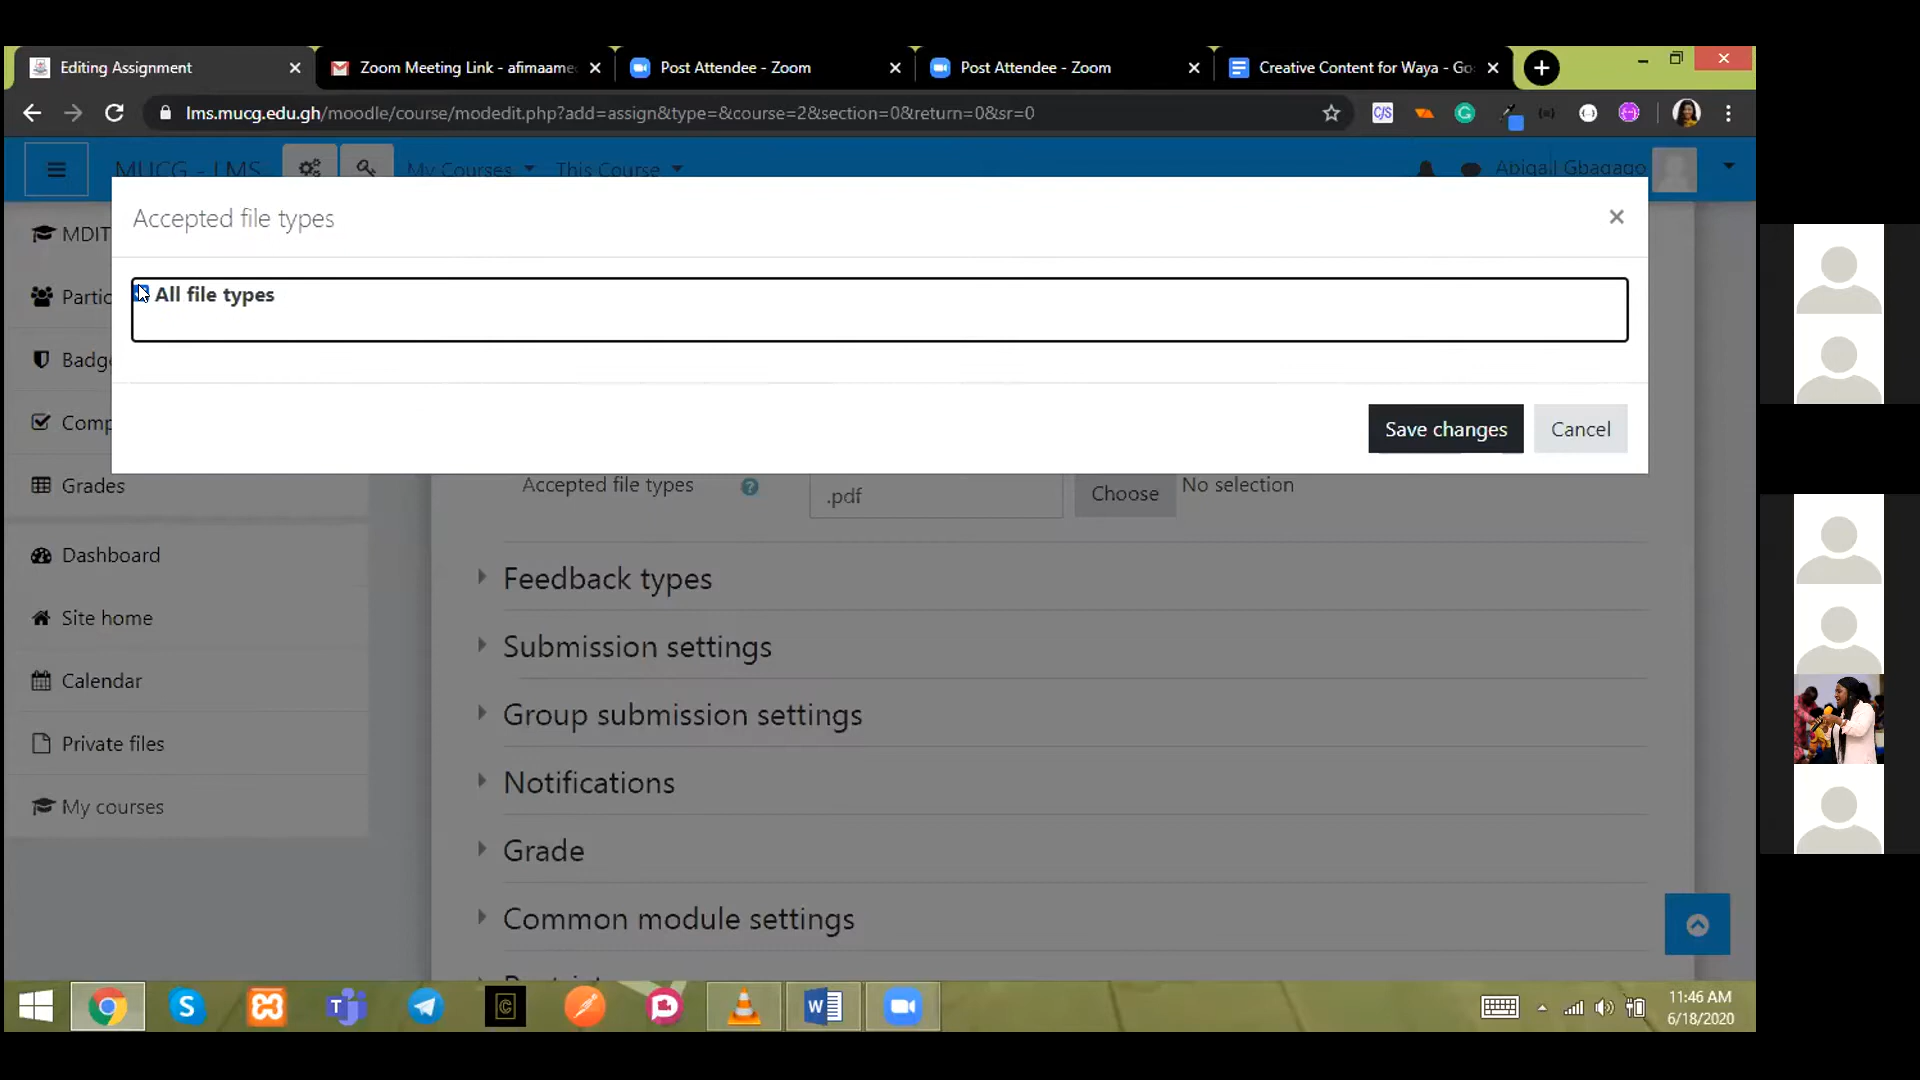 Editing Assignment
Zoom Meeting Link - afimaame
Post Attendee - Zoom
Post Attendee - Zoom
Creative Content for Waya - Go
lms.mucg.edu.gh/moodle/course/modedit.php?add=assign&type=&course=2&section=0&return=0&sr=0
MUCG - LMS
My Courses
This Course
Abigail Gbagago
Accepted file types
All file types
Save changes
Cancel
MDIT
Partic
Badge
Comp
Grades
Dashboard
Site home
Calendar
Private files
My courses
Accepted file types
.pdf
Choose
No selection
Feedback types
Submission settings
Group submission settings
Notifications
Grade
Common module settings
11:46 AM
6/18/2020